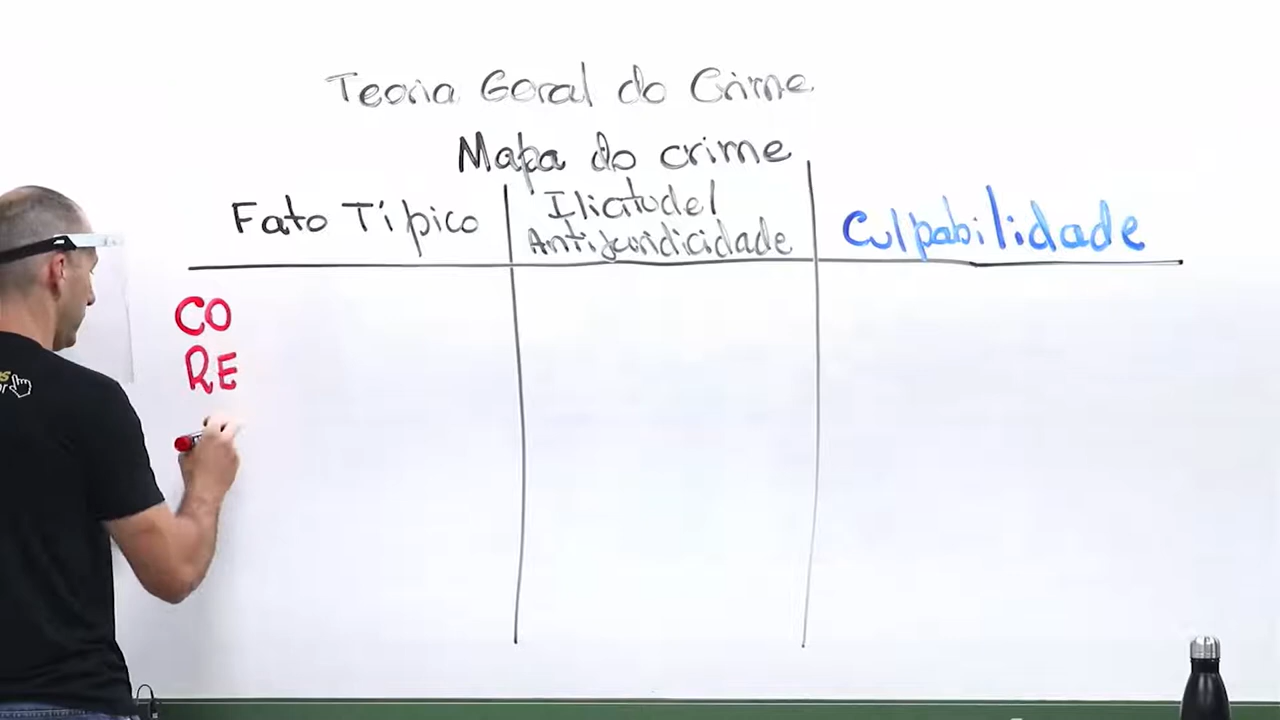 Teoria Geral do Crime
Mapa do crime
Fato Típico
Ilicitude/
Antijuridicidade
Culpabilidade
CO
RE